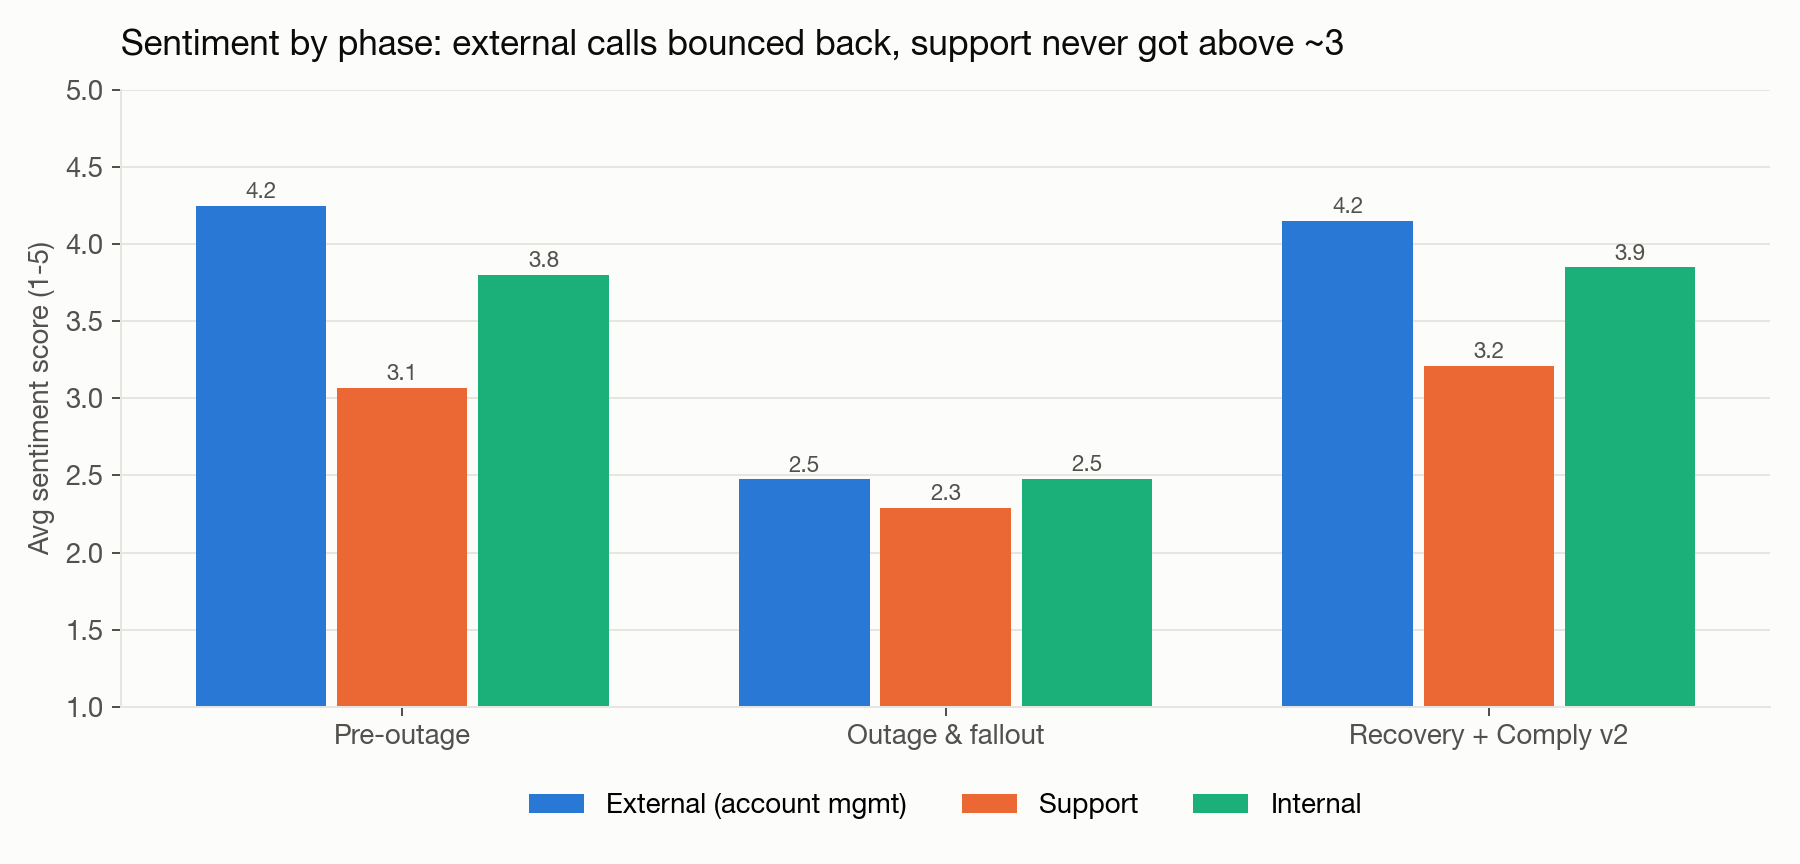 Sentiment by phase: external calls bounced back, support never got above ~3
Avg sentiment score (1-5)
5.0
4.5
4.0
3.5
3.0
2.5
2.0
1.5
1.0
4.2
3.1
3.8
2.5
2.3
2.5
4.2
3.2
3.9
Pre-outage
Outage & fallout
Recovery + Comply v2
External (account mgmt)
Support
Internal